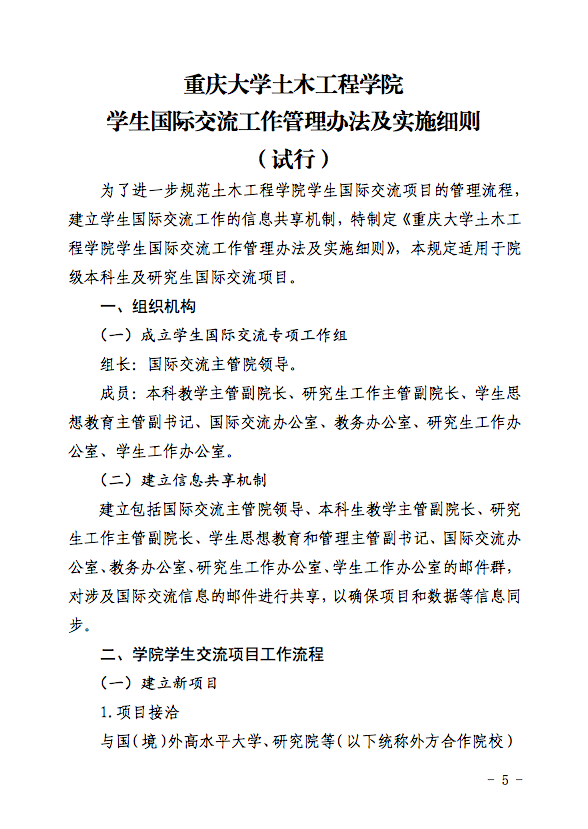 重庆大学土木工程学院
学生国际交流工作管理办法及实施细则
（试行）
为了进一步规范土木工程学院学生国际交流项目的管理流程，
建立学生国际交流工作的信息共享机制，特制定《重庆大学土木工
程学院学生国际交流工作管理办法及实施细则》，本规定适用于院
级本科生及研究生国际交流项目。
一、组织机构
（一）成立学生国际交流专项工作组
组长：国际交流主管院领导。
成员：本科教学主管副院长、研究生工作主管副院长、学生思
想教育主管副书记、国际交流办公室、教务办公室、研究生工作办
公室、学生工作办公室。
（二）建立信息共享机制
建立包括国际交流主管院领导、本科生教学主管副院长、研究
生工作主管副院长、学生思想教育和管理主管副书记、国际交流办
公室、教务办公室、研究生工作办公室、学生工作办公室的邮件群，
对涉及国际交流信息的邮件进行共享，以确保项目和数据等信息同
步。
二、学院学生交流项目工作流程
（一）建立新项目
1.项目接洽
与国（境）外高水平大学、研究院等（以下统称外方合作院校）
- 5 -